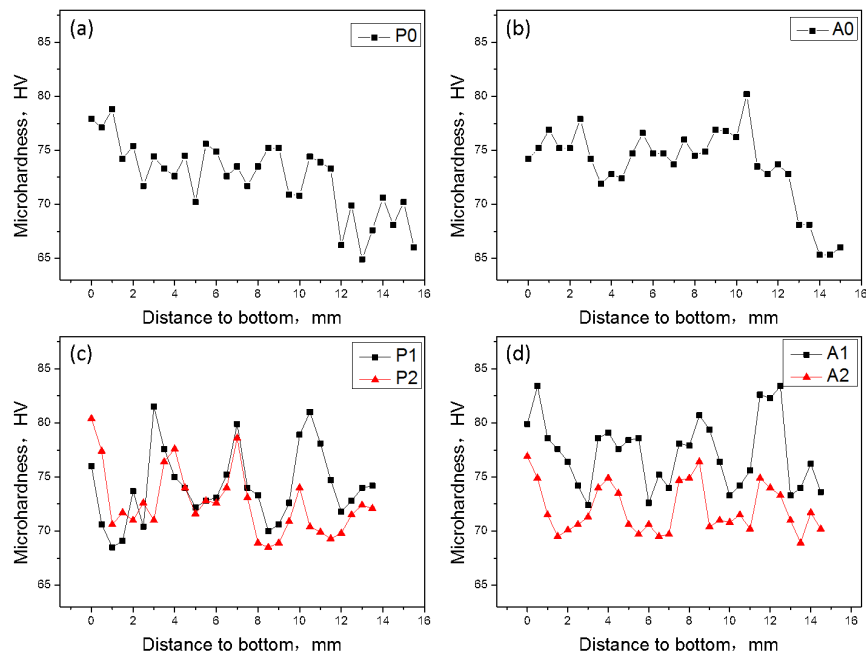 (a)
P0
85
80
75
70
65
Microhardness, HV
0 2 4 6 8 10 12 14 16
Distance to bottom, mm
(b)
A0
85
80
75
70
65
Microhardness, HV
0 2 4 6 8 10 12 14 16
Distance to bottom, mm
(c)
P1
P2
85
80
75
70
65
Microhardness, HV
0 2 4 6 8 10 12 14 16
Distance to bottom, mm
(d)
A1
A2
85
80
75
70
65
Microhardness, HV
0 2 4 6 8 10 12 14 16
Distance to bottom, mm